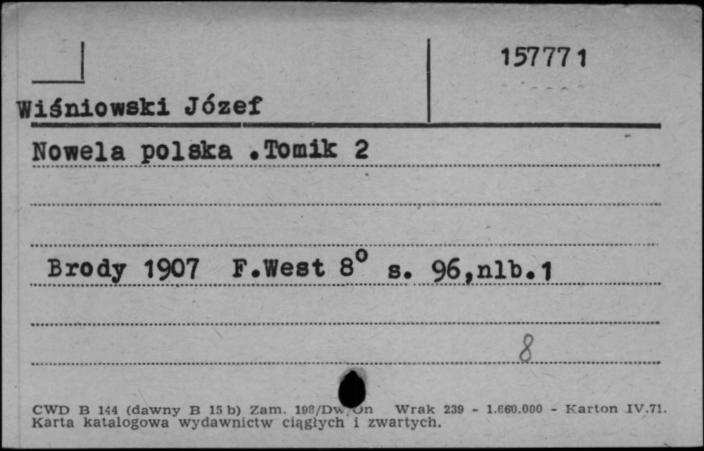 157771
Wiśniowski Józef
Nowela polska .Tomik 2
Brody 1907 F.West 8° s. 96,nlb.1
8
CWD B 144 (dawny B 15 b) Zam. Wrak 239 - 1.660.000 - Karton IV.71.
Karta katalogowa wydawnictw ciągłych i zwartych.